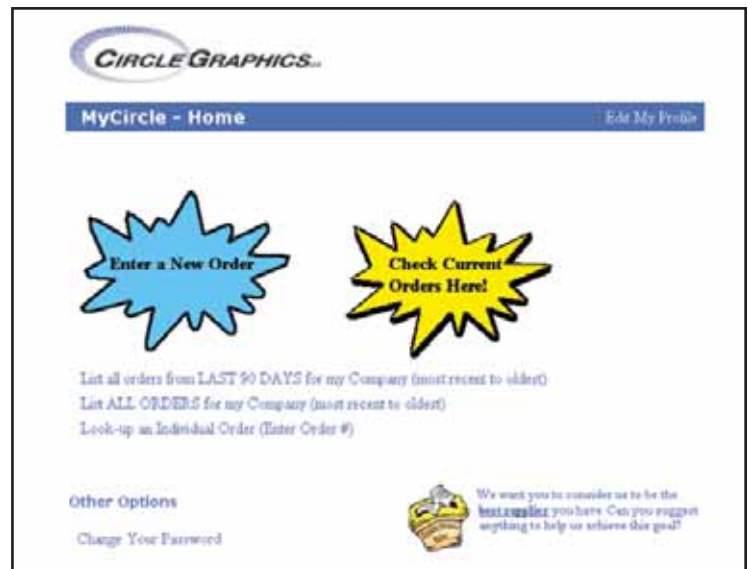 CIRCLE GRAPHICS
MyCircle - Home
Edit My Profile
Enter a New Order
Check Current
Orders Here!
List all orders from LAST 90 DAYS for my Company (most recent to oldest)
List ALL ORDERS for my Company (most recent to oldest)
Look-up an Individual Order (Enter Order #)
Other Options
Change Your Password
We want you to consider us to be the
best supplier you have. Can you suggest
anything to help us achieve this goal?